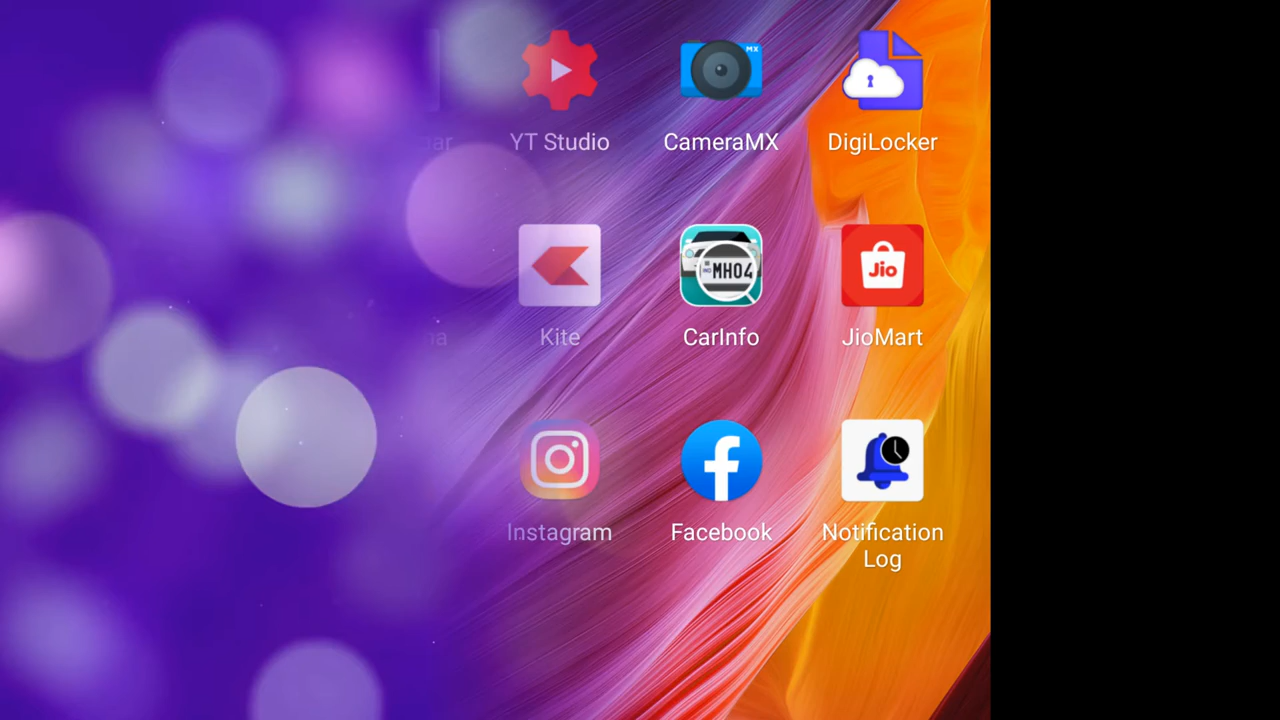 MX
YT Studio
CameraMX
DigiLocker
MH04
Jio
Kite
CarInfo
JioMart
Instagram
Facebook
Notification
Log